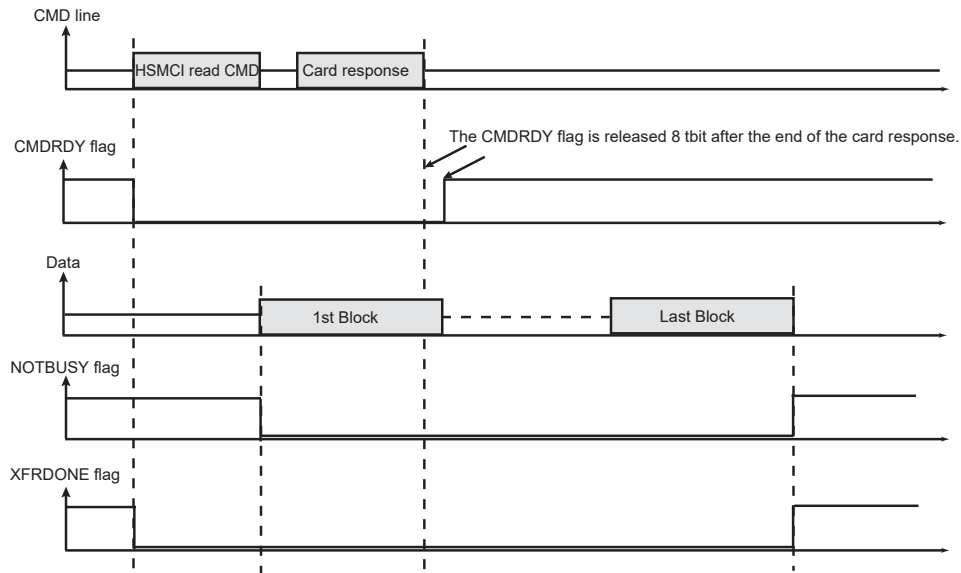 CMD line
HSMCI read CMD
Card response
The CMDRDY flag is released 8 tbit after the end of the card response.
CMDRDY flag
Data
1st Block
Last Block
NOTBUSY flag
XFRDONE flag